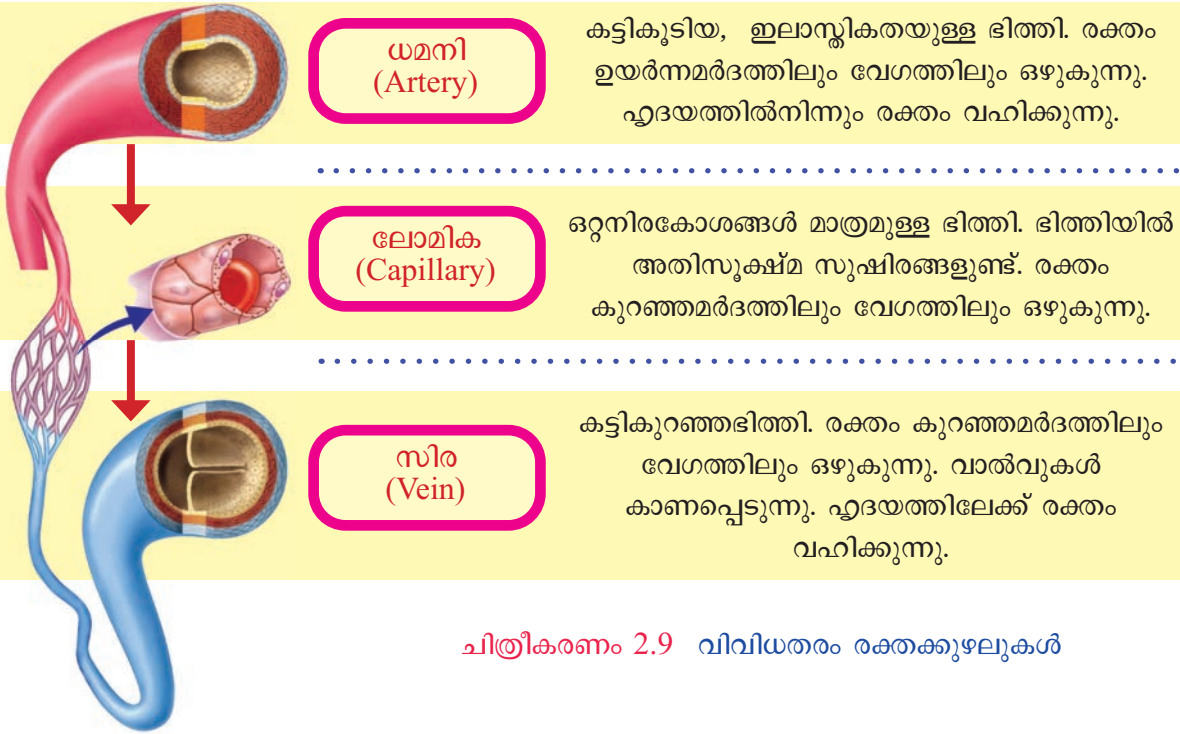 ധമനി
(Artery)
കട്ടികൂടിയ, ഇലാസ്തികതയുള്ള ഭിത്തി. രക്തം
ഉയർന്നമർദത്തിലും വേഗത്തിലും ഒഴുകുന്നു.
ഹൃദയത്തിൽനിന്നും രക്തം വഹിക്കുന്നു.
ലോമിക
(Capillary)
ഒറ്റനിരകോശങ്ങൾ മാത്രമുള്ള ഭിത്തി. ഭിത്തിയിൽ
അതിസൂക്ഷ്മ സുഷിരങ്ങളുണ്ട്. രക്തം
കുറഞ്ഞമർദത്തിലും വേഗത്തിലും ഒഴുകുന്നു.
സിര
(Vein)
കട്ടികുറഞ്ഞഭിത്തി. രക്തം കുറഞ്ഞമർദത്തിലും
വേഗത്തിലും ഒഴുകുന്നു. വാൽവുകൾ
കാണപ്പെടുന്നു. ഹൃദയത്തിലേക്ക് രക്തം
വഹിക്കുന്നു.
ചിത്രീകരണം 2.9 വിവിധതരം രക്തക്കുഴലുകൾ